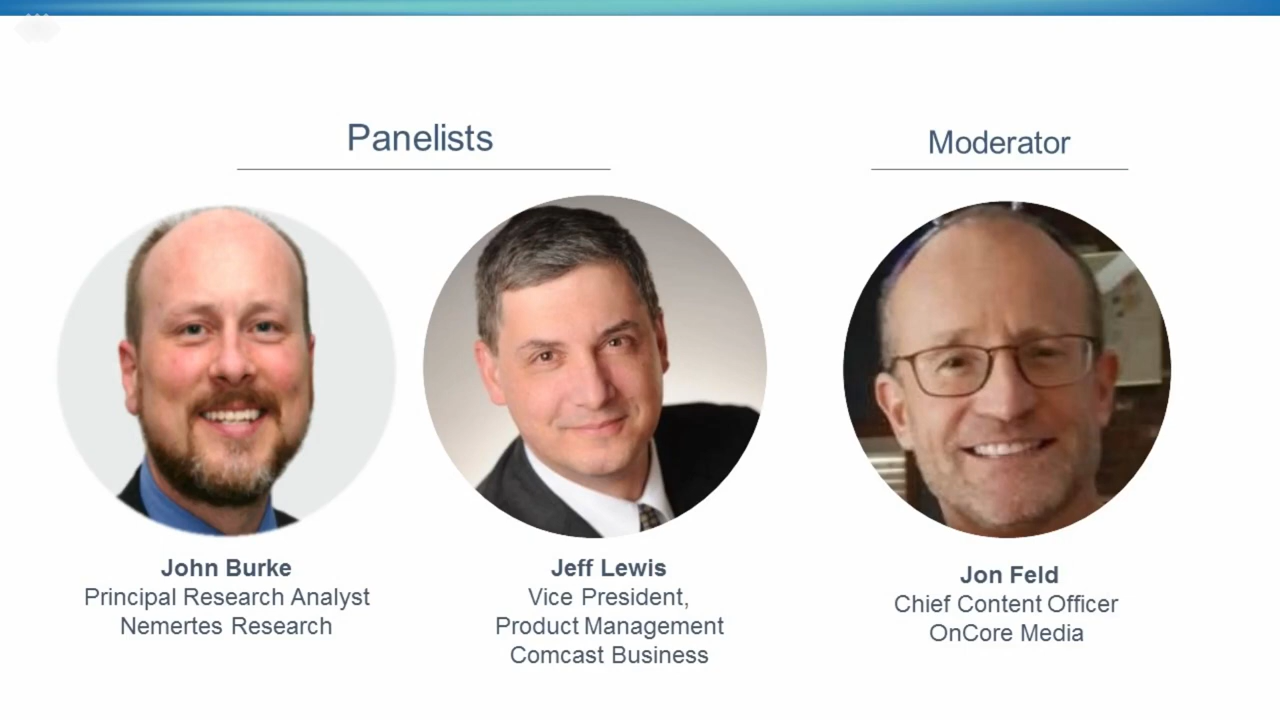 Panelists
Moderator
John Burke
Principal Research Analyst
Nemertes Research
Jeff Lewis
Vice President,
Product Management
Comcast Business
Jon Feld
Chief Content Officer
OnCore Media